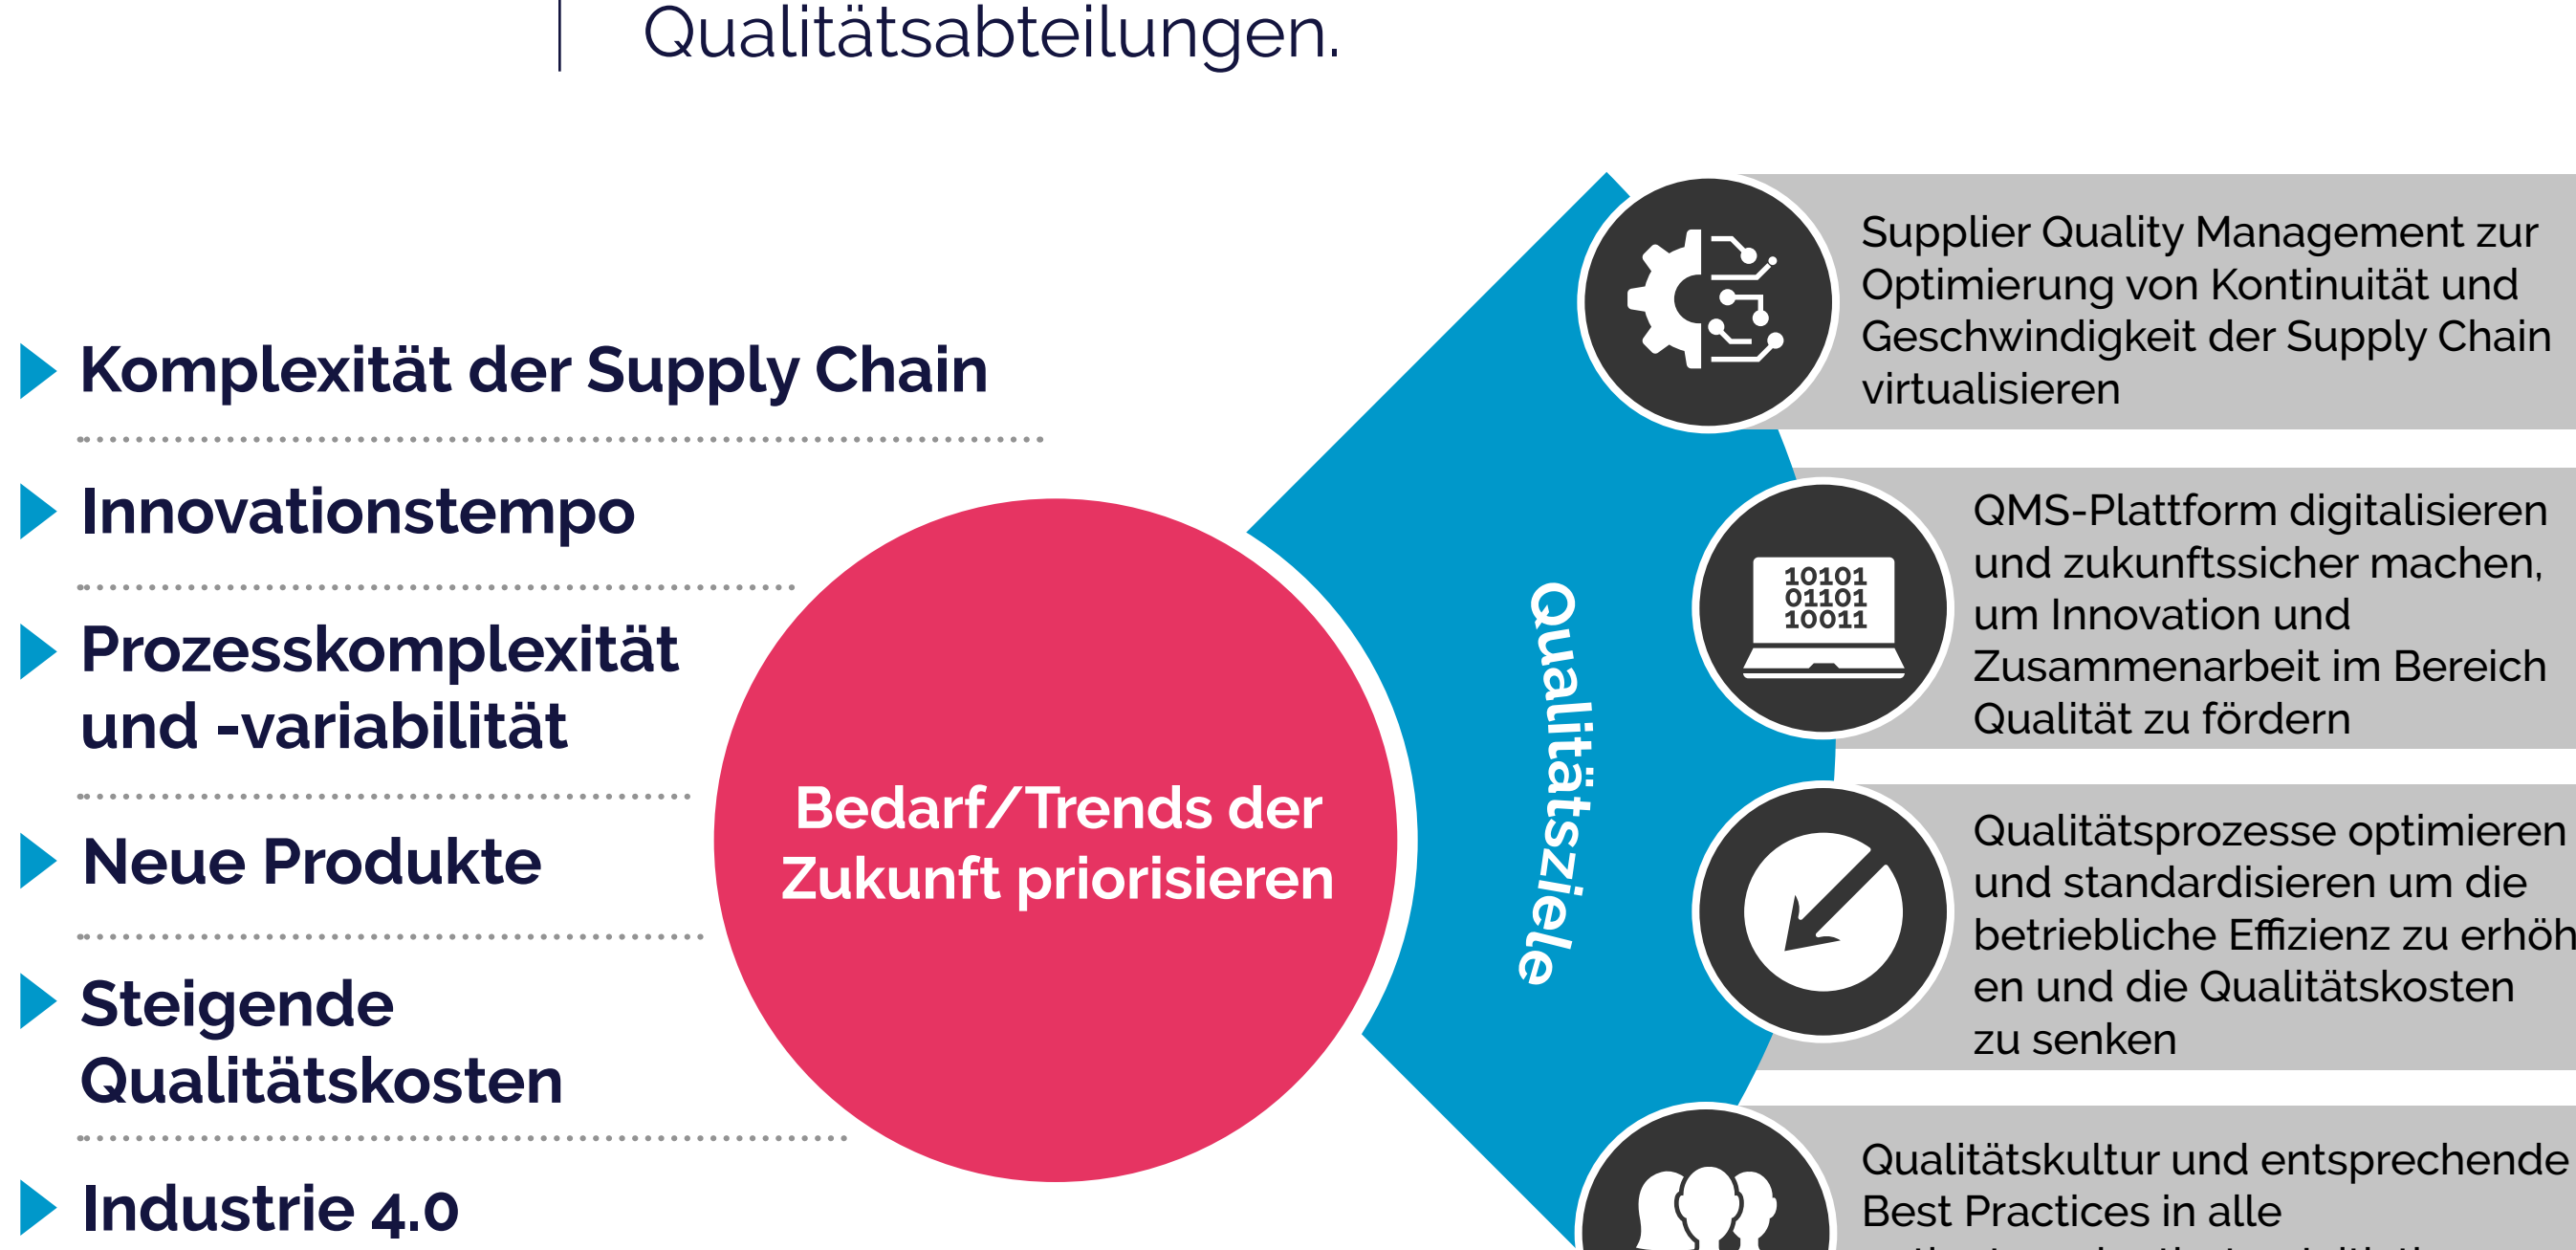 Qualitätsabteilungen.
Komplexität der Supply Chain
Innovationstempo
Prozesskomplexität
und -variabilität
Neue Produkte
Steigende
Qualitätskosten
Industrie 4.0
Bedarf/Trends der
Zukunft priorisieren
Qualitätsziele
Supplier Quality Management zur
Optimierung von Kontinuität und
Geschwindigkeit der Supply Chain
virtualisieren
10101
01101
10011
QMS-Plattform digitalisieren
und zukunftssicher machen,
um Innovation und
Zusammenarbeit im Bereich
Qualität zu fördern
Qualitätsprozesse optimieren
und standardisieren um die
betriebliche Effizienz zu erhöh
en und die Qualitätskosten
zu senken
Qualitätskultur und entsprechende
Best Practices in alle